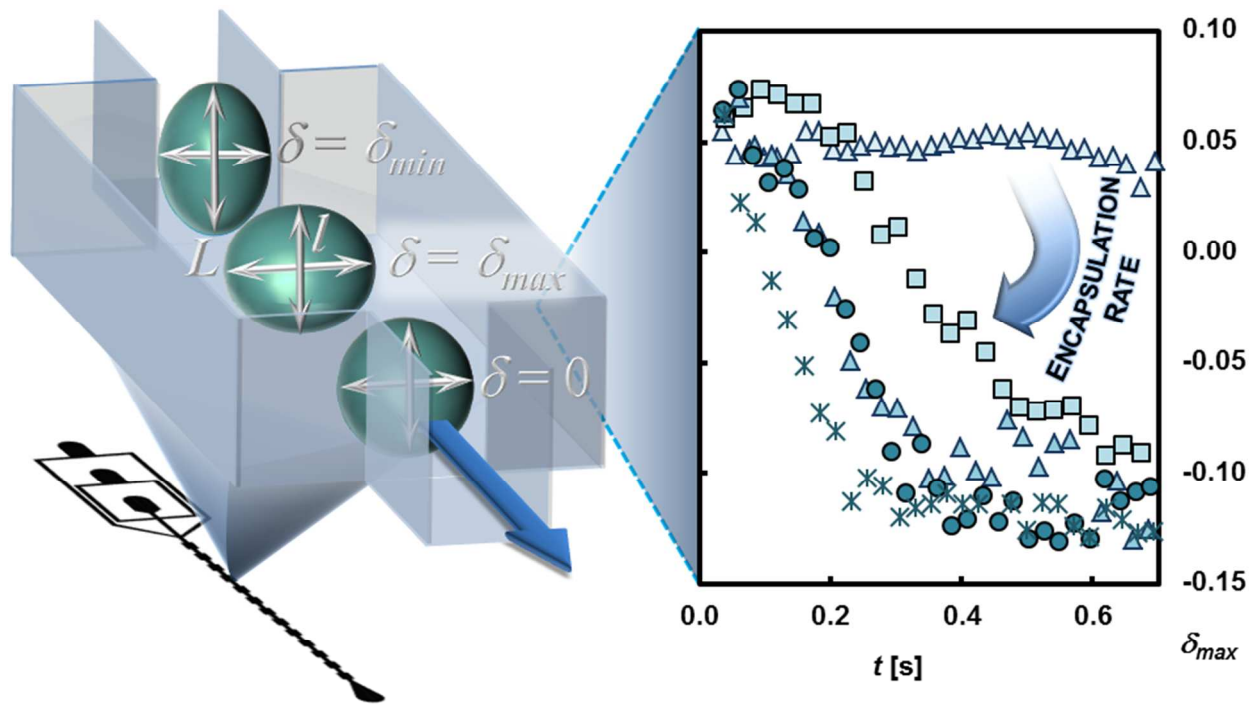 δ = δmin
L
l
δ = δmax
δ = 0
0.10
0.05
0.00
-0.05
-0.10
-0.15
0.0
0.2
0.4
0.6
t [s]
δmax
ENCAPSULATION
RATE